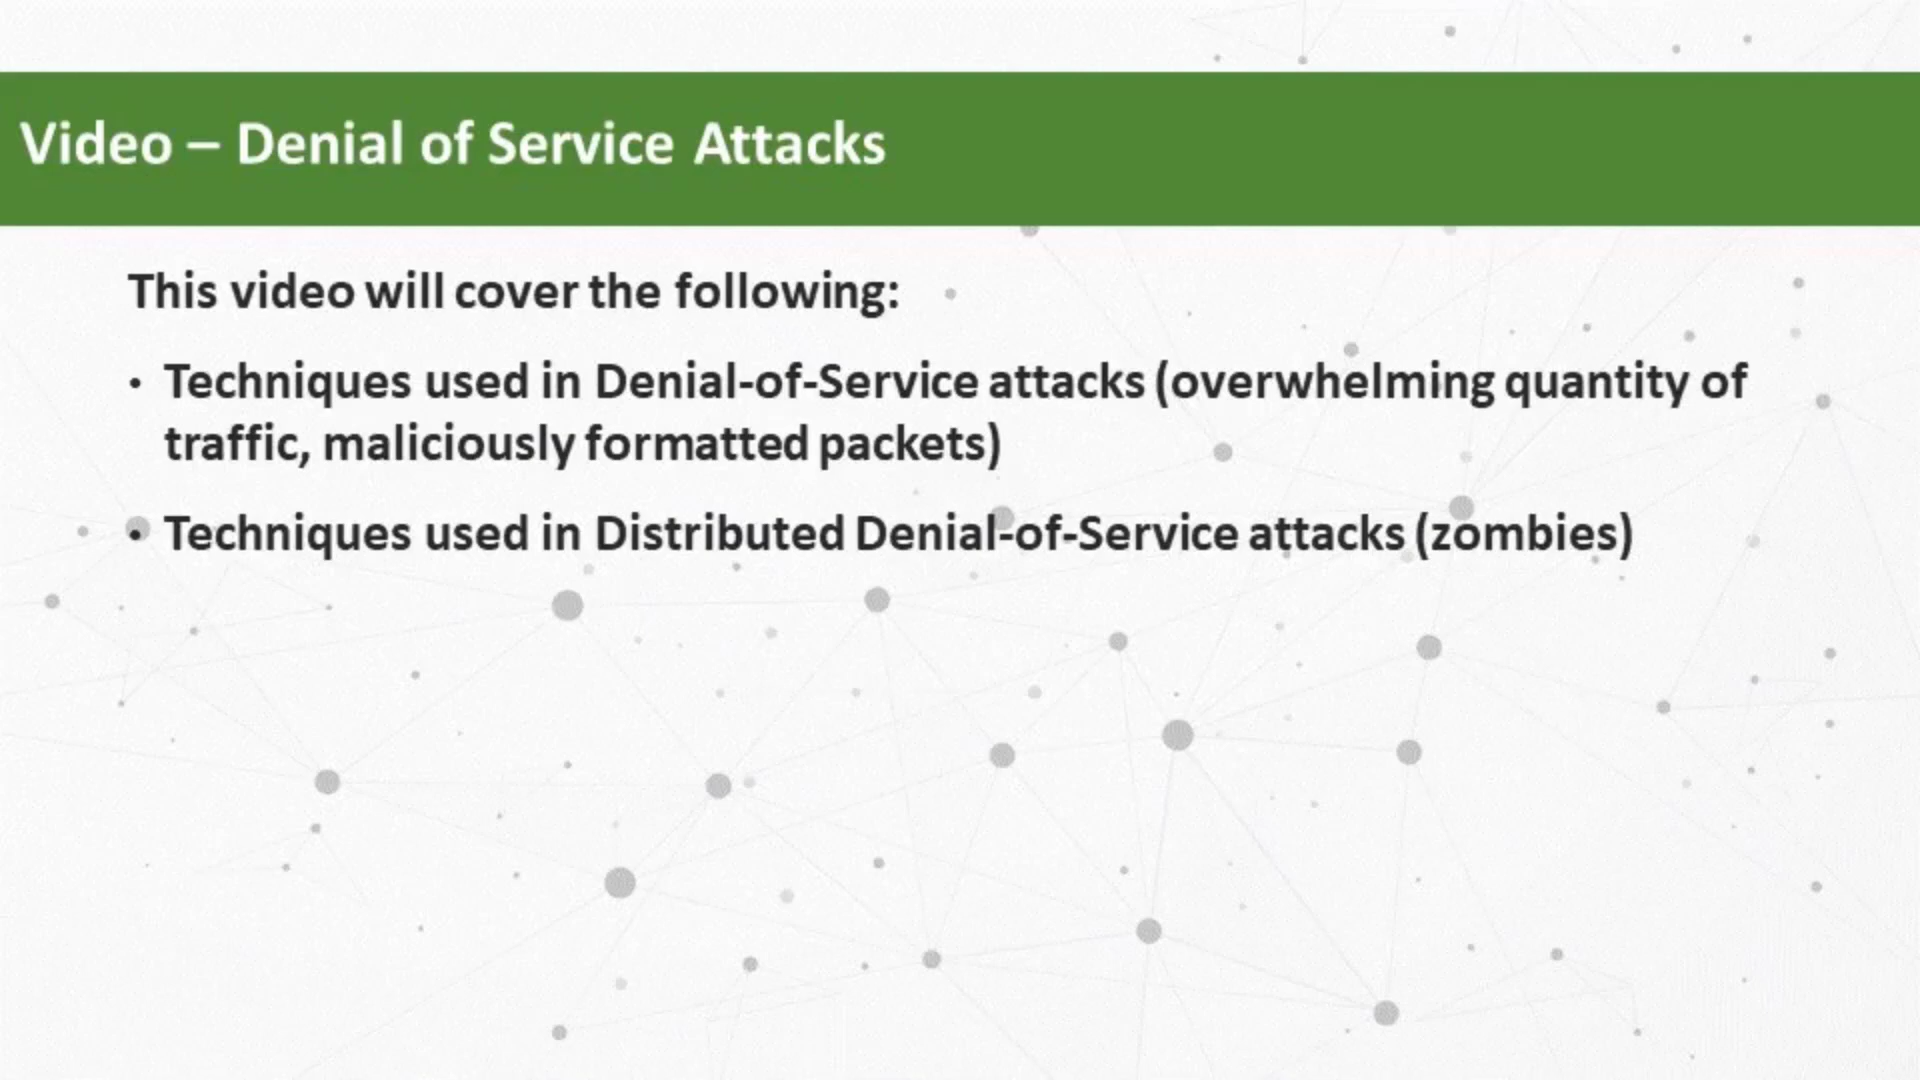 Video – Denial of Service Attacks
This video will cover the following:
• Techniques used in Denial-of-Service attacks (overwhelming quantity of
traffic, maliciously formatted packets)
• Techniques used in Distributed Denial-of-Service attacks (zombies)